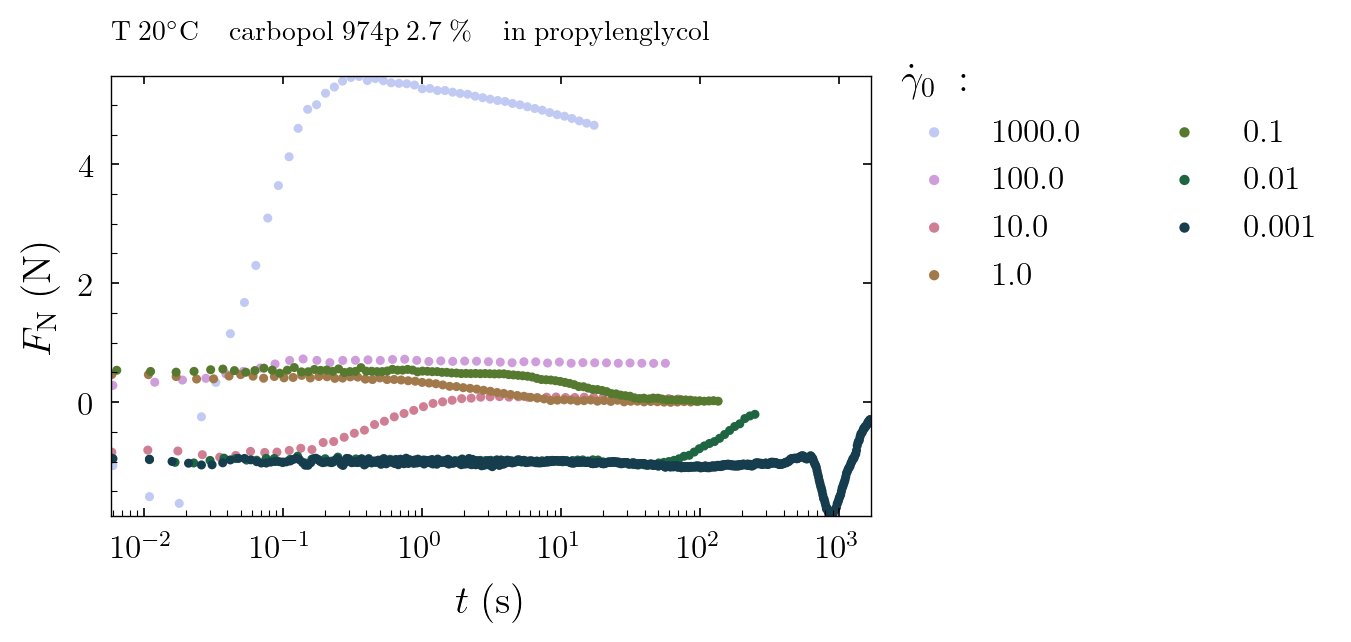 T 20°C carbopol 974p 2.7 % in propylenglycol
γ̇₀ :
1000.0 0.1
100.0 0.01
10.0 0.001
1.0
4
2
0
F_N (N)
10⁻² 10⁻¹ 10⁰ 10¹ 10² 10³
t (s)